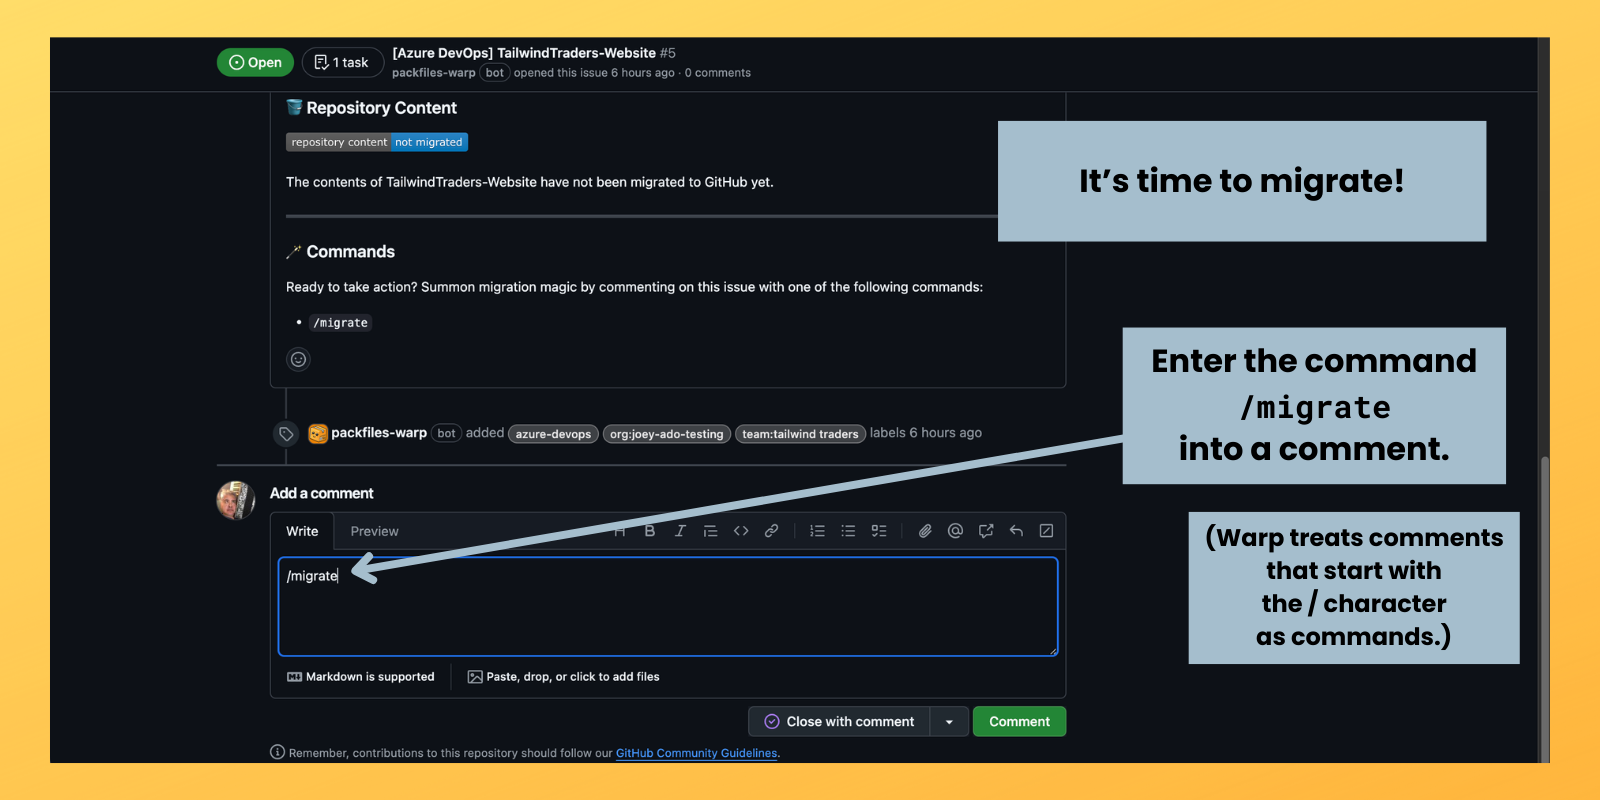 Open
1 task
[Azure DevOps] TailwindTraders-Website #5
packfiles-warp bot opened this issue 6 hours ago · 0 comments
Repository Content
repository content not migrated
The contents of TailwindTraders-Website have not been migrated to GitHub yet.
It’s time to migrate!
Commands
Ready to take action? Summon migration magic by commenting on this issue with one of the following commands:
• /migrate
Enter the command
/migrate
into a comment.
packfiles-warp bot added azure-devops org:joey-ado-testing team:tailwind traders labels 6 hours ago
Add a comment
Write Preview
/migrate
(Warp treats comments
that start with
the / character
as commands.)
Markdown is supported
Paste, drop, or click to add files
Close with comment
Comment
Remember, contributions to this repository should follow our GitHub Community Guidelines.